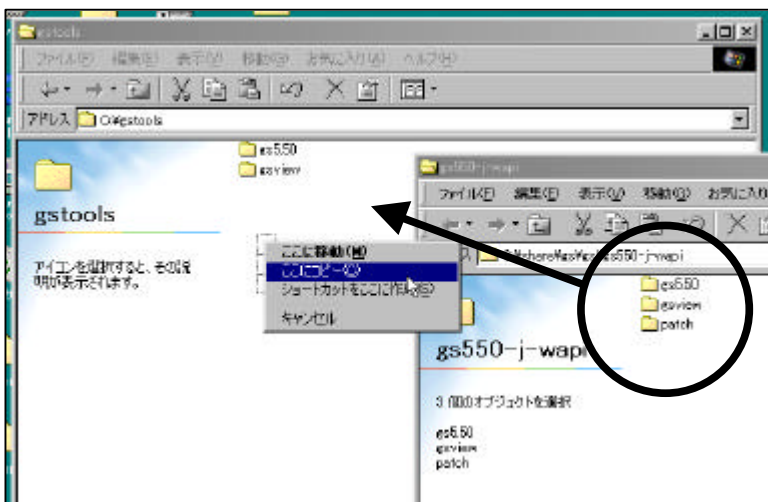 gstools
ファイル(F) 編集(E) 表示(V) 移動(G) お気に入り(A) ヘルプ(H)
アドレス C:¥gstools
gs5.50
gsview
gstools
アイコンを選択すると、その説
明が表示されます。
ここに移動(M)
ここにコピー(C)
ショートカットをここに作成(S)
キャンセル
gs550-j-wapi
ファイル(F) 編集(E) 表示(V) 移動(G) お気に入り
gs5.50
gsview
patch
gs550-j-wapi
3 個のオブジェクトを選択
gs5.50
gsview
patch